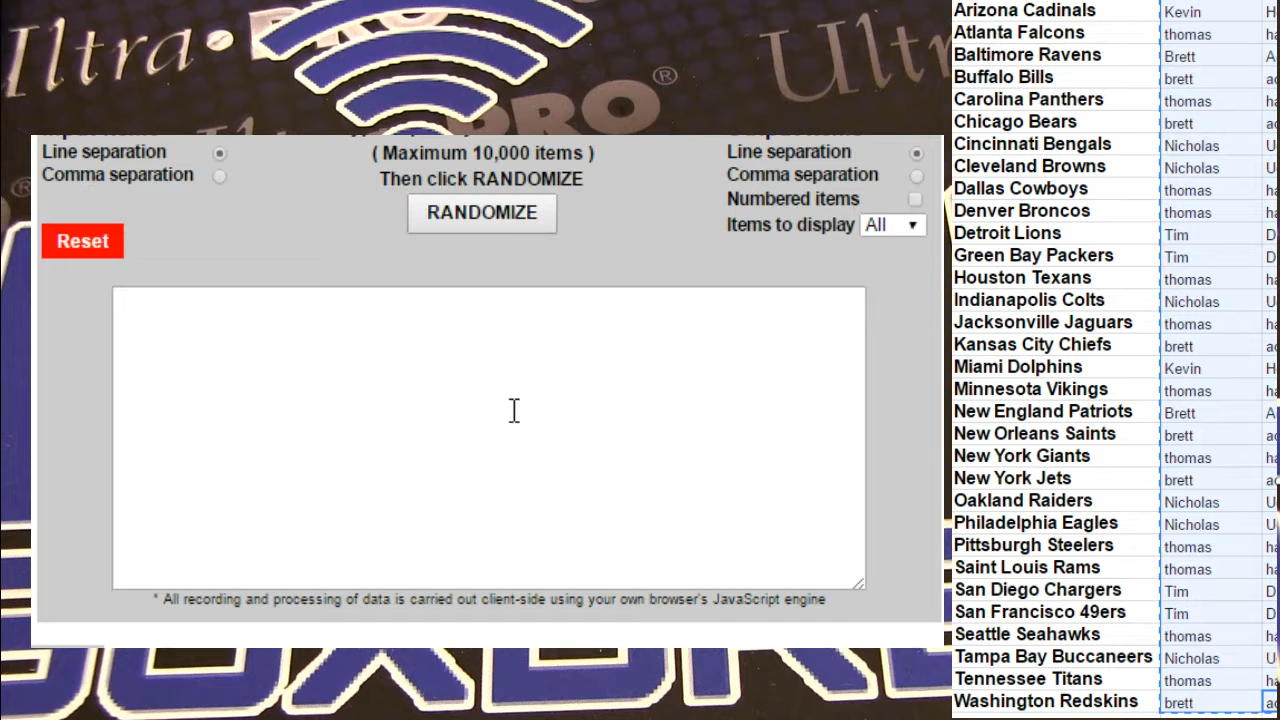 Ultra
PRO
®
PRO
Ultr
Line separation
Comma separation
( Maximum 10,000 items )
Then click RANDOMIZE
RANDOMIZE
Line separation
Comma separation
Numbered items
Items to display All
Reset
* All recording and processing of data is carried out client-side using your own browser's JavaScript engine
Arizona Cadinals Kevin
Atlanta Falcons thomas
Baltimore Ravens Brett
Buffalo Bills brett
Carolina Panthers thomas
Chicago Bears brett
Cincinnati Bengals Nicholas
Cleveland Browns Nicholas
Dallas Cowboys thomas
Denver Broncos thomas
Detroit Lions Tim
Green Bay Packers Tim
Houston Texans thomas
Indianapolis Colts Nicholas
Jacksonville Jaguars thomas
Kansas City Chiefs brett
Miami Dolphins Kevin
Minnesota Vikings thomas
New England Patriots Brett
New Orleans Saints brett
New York Giants thomas
New York Jets brett
Oakland Raiders Nicholas
Philadelphia Eagles Nicholas
Pittsburgh Steelers thomas
Saint Louis Rams thomas
San Diego Chargers Tim
San Francisco 49ers Tim
Seattle Seahawks thomas
Tampa Bay Buccaneers Nicholas
Tennessee Titans thomas
Washington Redskins brett